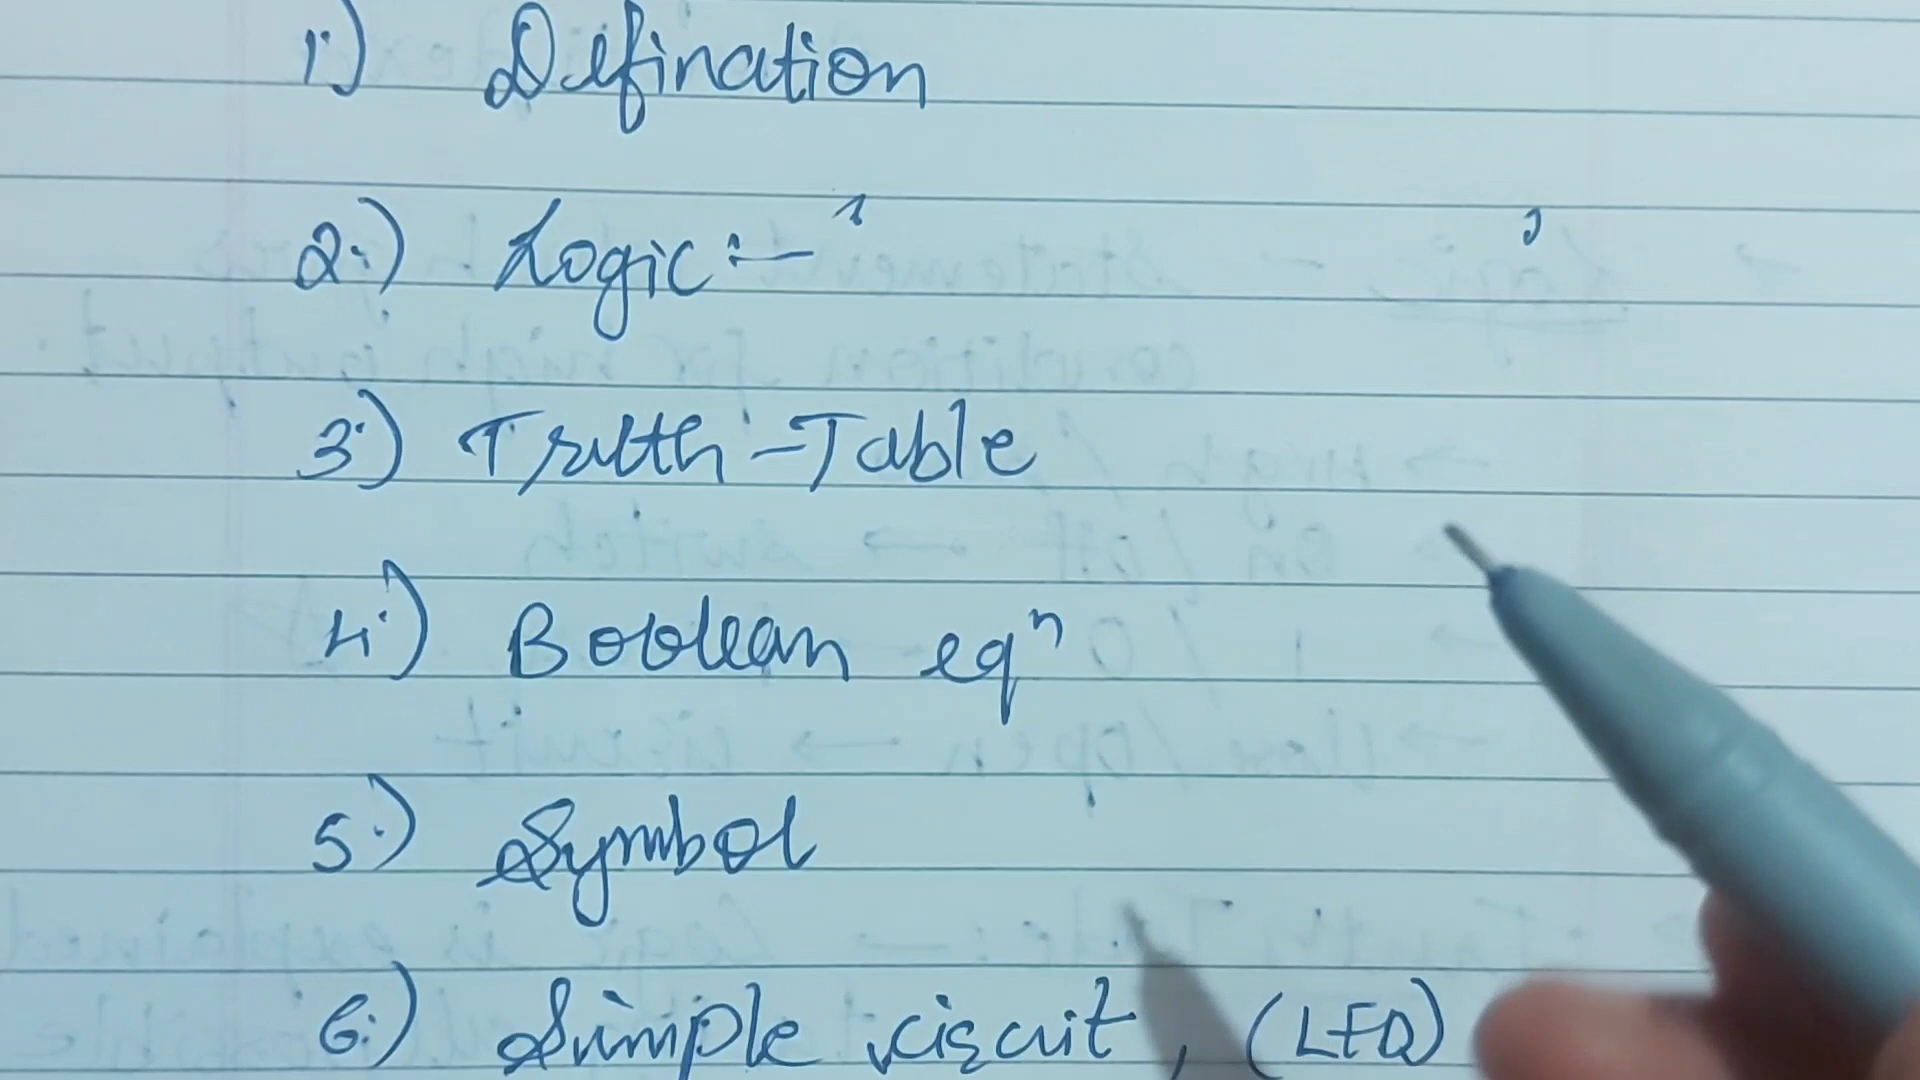 1.) Defination
2.) Logic :-
3.) Truth-Table
4.) Boolean eqⁿ
5.) Symbol
6.) Simple circuit, (LED)